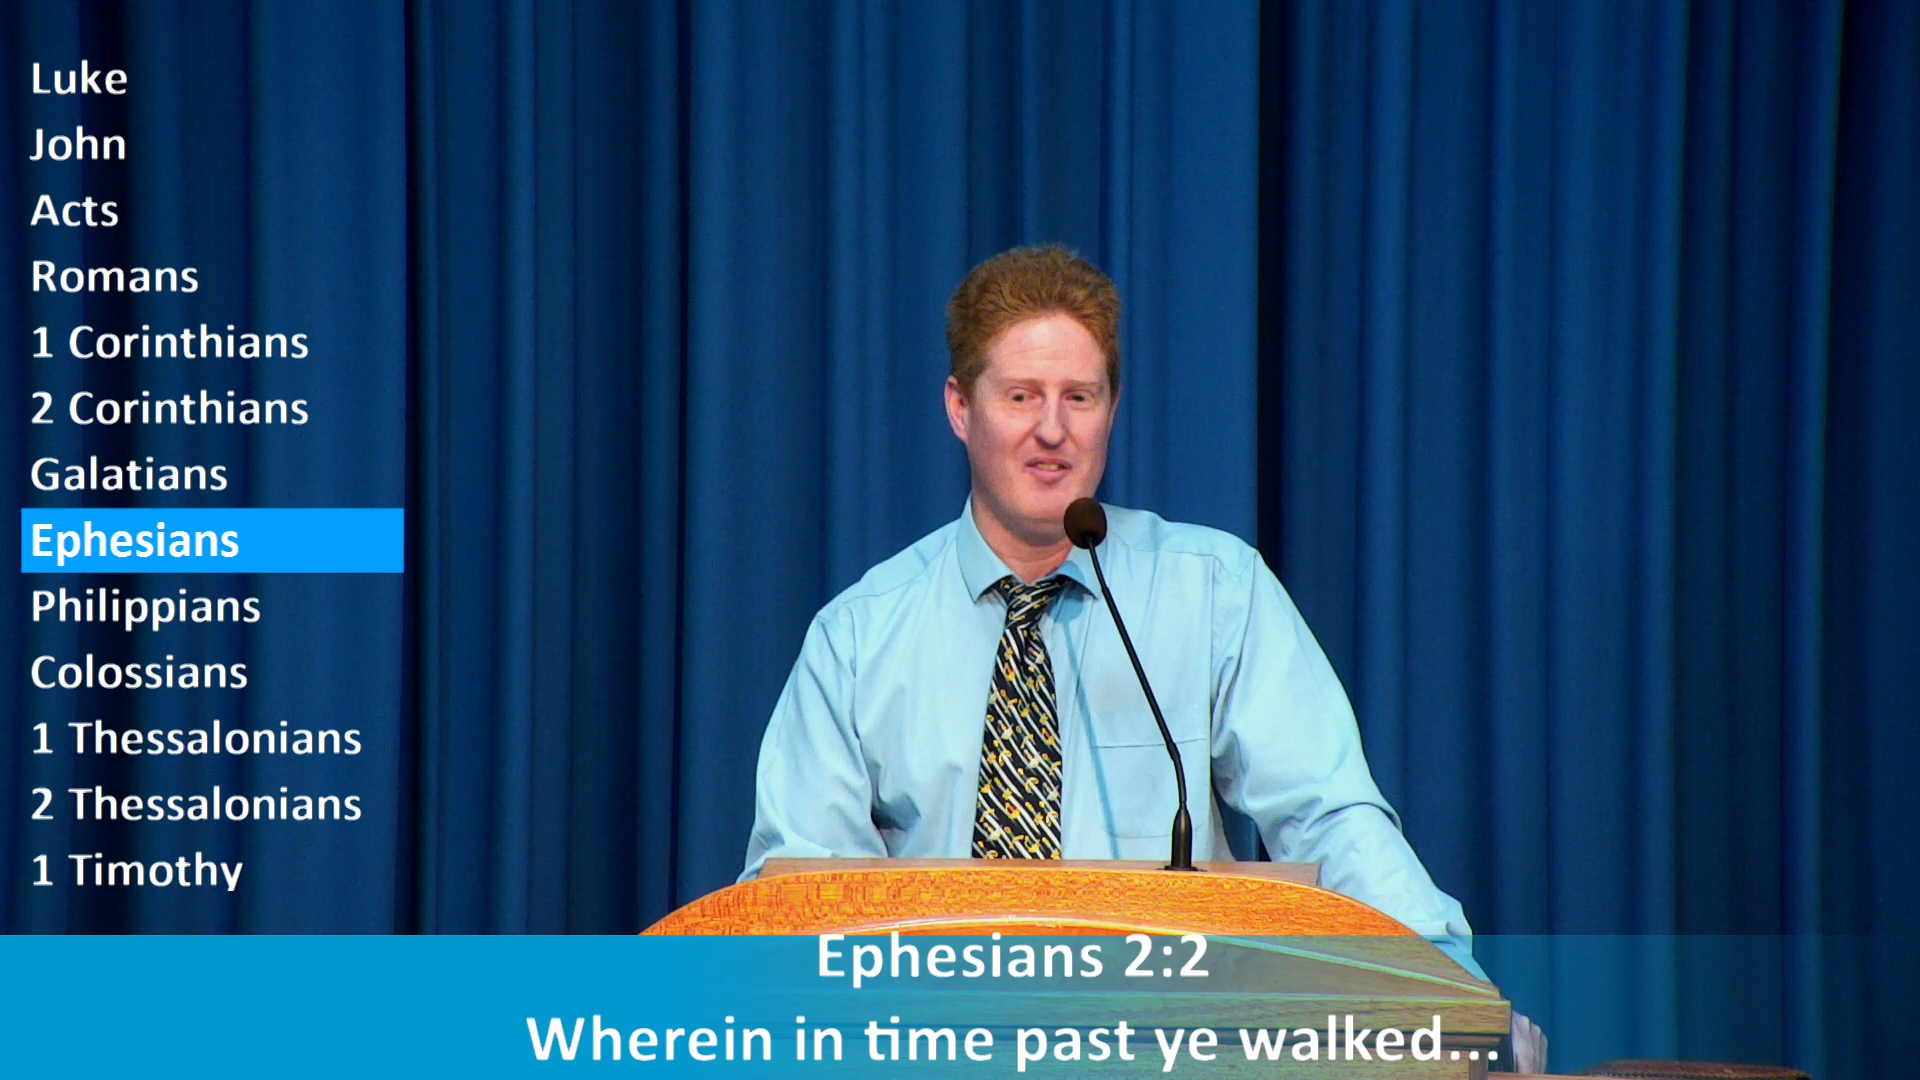 Luke
John
Acts
Romans
1 Corinthians
2 Corinthians
Galatians
Ephesians
Philippians
Colossians
1 Thessalonians
2 Thessalonians
1 Timothy
Ephesians 2:2
Wherein in time past ye walked...